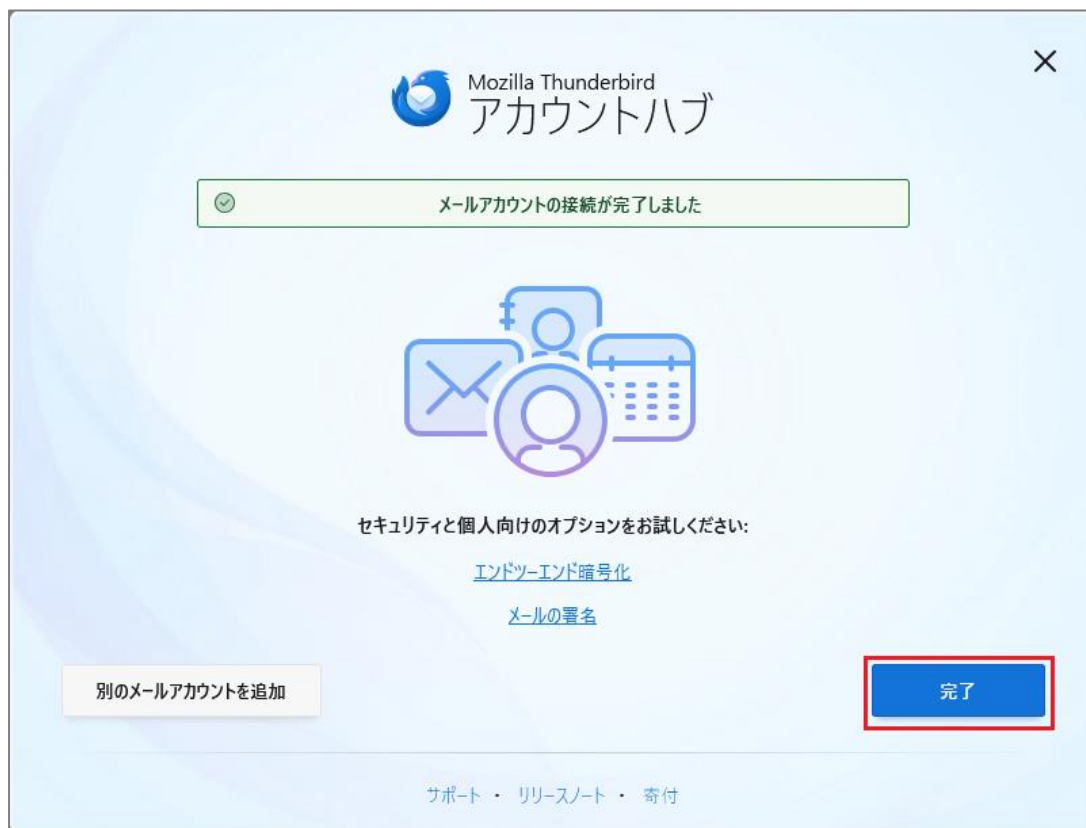 Mozilla Thunderbird
アカウントハブ
メールアカウントの接続が完了しました
セキュリティと個人向けのオプションをお試しください:
エンドツーエンド暗号化
メールの署名
別のメールアカウントを追加
完了
サポート ・ リリースノート ・ 寄付